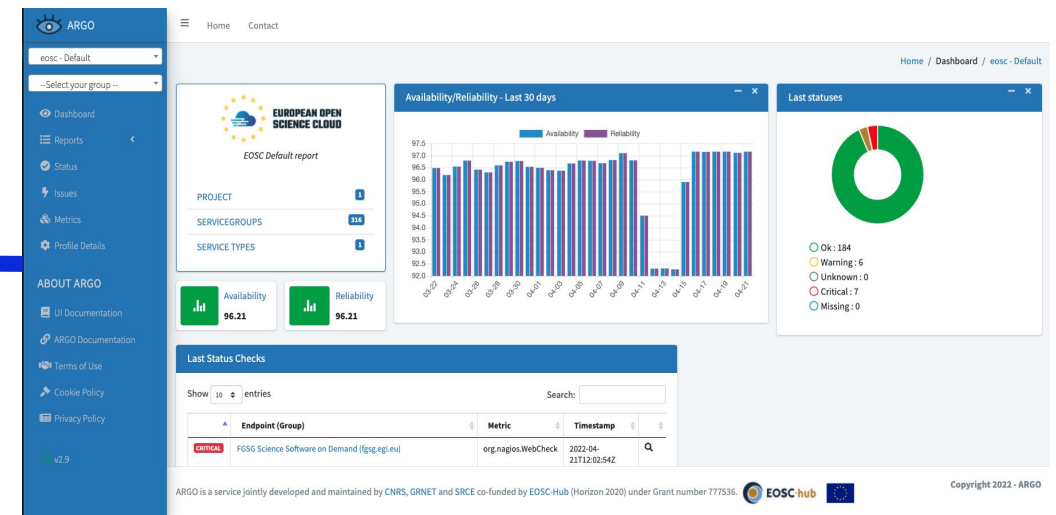 ARGO
Home Contact
eosc - Default
--Select your group --
Dashboard
Reports
Status
Issues
Metrics
Profile Details
ABOUT ARGO
UI Documentation
ARGO Documentation
Terms of Use
Cookie Policy
Privacy Policy
v2.9
Home / Dashboard / eosc - Default
EUROPEAN OPEN
SCIENCE CLOUD
EOSC Default report
PROJECT 1
SERVICEGROUPS 316
SERVICE TYPES 1
Availability
96.21
Reliability
96.21
Availability/Reliability - Last 30 days
Availability Reliability
97.5
97.0
96.5
96.0
95.5
95.0
94.5
94.0
93.5
93.0
92.5
92.0
03-22 03-24 03-26 03-28 03-30 04-01 04-03 04-05 04-07 04-09 04-11 04-13 04-15 04-17 04-19 04-21
Last statuses
Ok : 184
Warning : 6
Unknown : 0
Critical : 7
Missing : 0
Last Status Checks
Show 10 entries Search:
Endpoint (Group) Metric Timestamp
CRITICAL FGSG Science Software on Demand (fgsg.egi.eu) org.nagios.WebCheck 2022-04-
21T12:02:54Z
ARGO is a service jointly developed and maintained by CNRS, GRNET and SRCE co-funded by EOSC-Hub (Horizon 2020) under Grant number 777536. EOSC-hub
Copyright 2022 - ARGO